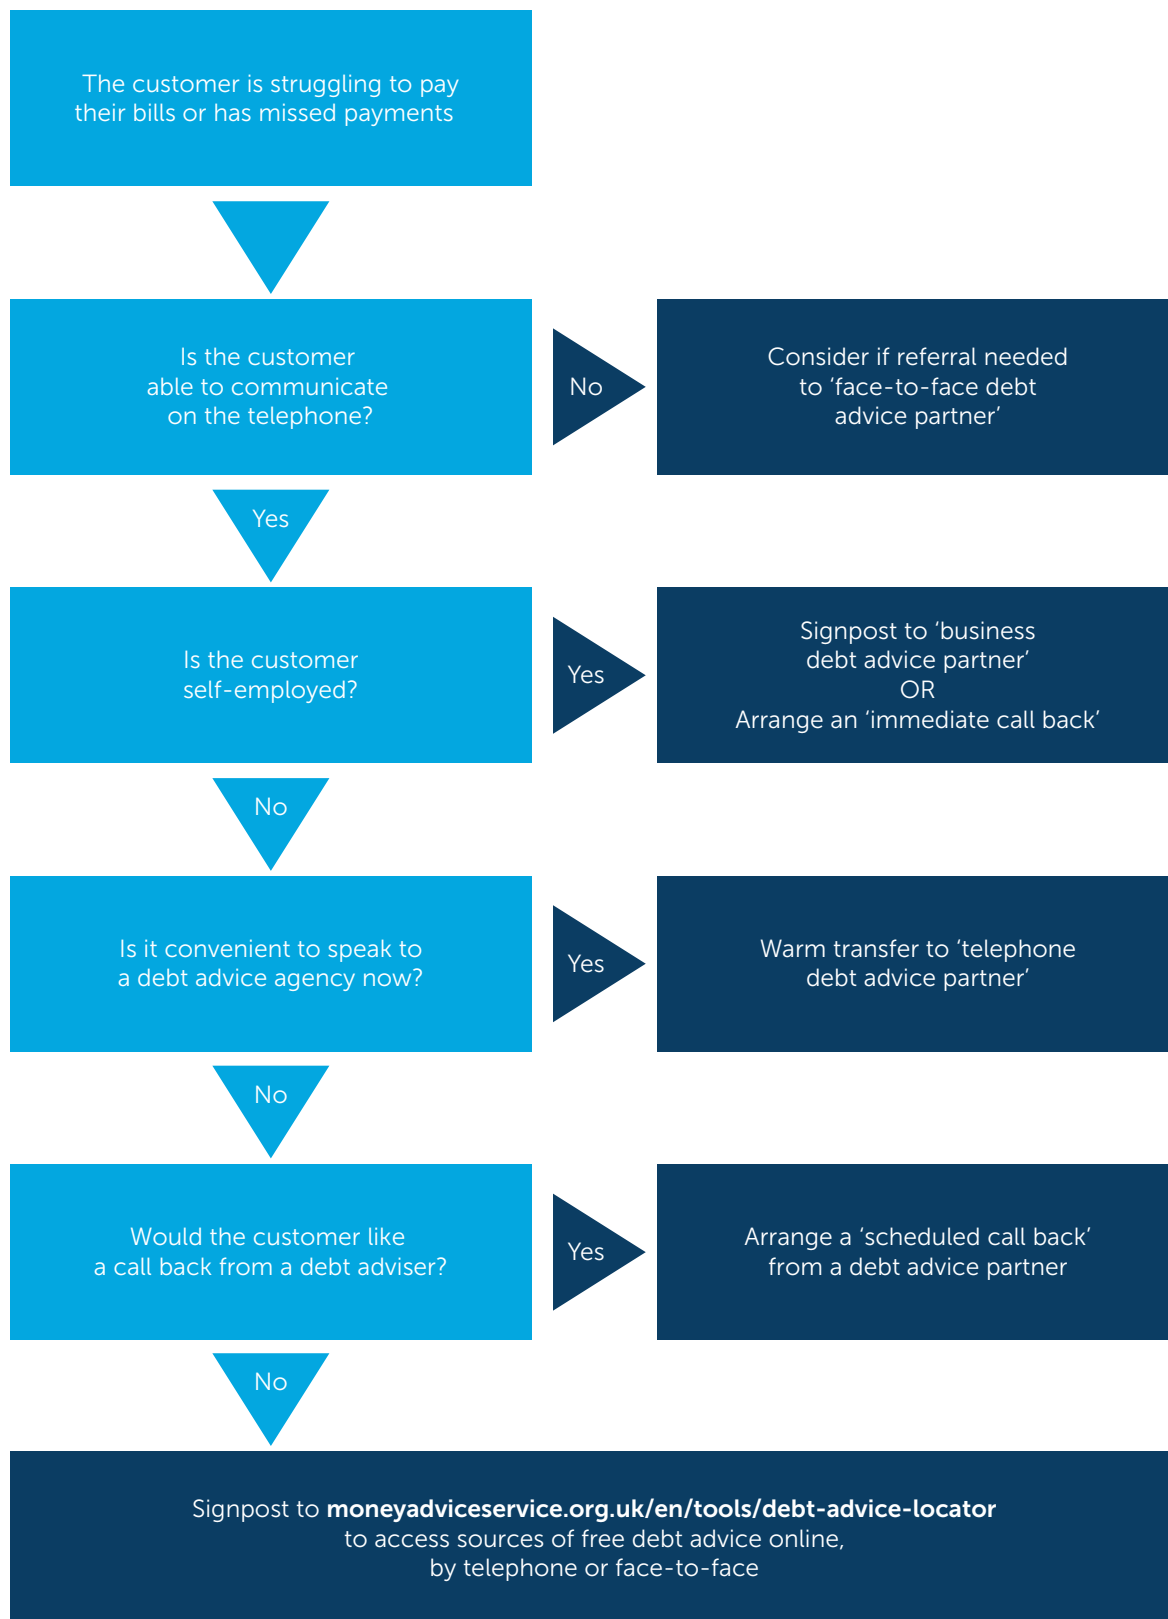 The customer is struggling to pay
their bills or has missed payments
Is the customer
able to communicate
on the telephone?
No
Consider if referral needed
to ‘face-to-face debt
advice partner’
Yes
Is the customer
self-employed?
Yes
Signpost to ‘business
debt advice partner’
OR
Arrange an ‘immediate call back’
No
Is it convenient to speak to
a debt advice agency now?
Yes
Warm transfer to ‘telephone
debt advice partner’
No
Would the customer like
a call back from a debt adviser?
Yes
Arrange a ‘scheduled call back’
from a debt advice partner
No
Signpost to moneyadviceservice.org.uk/en/tools/debt-advice-locator
to access sources of free debt advice online,
by telephone or face-to-face